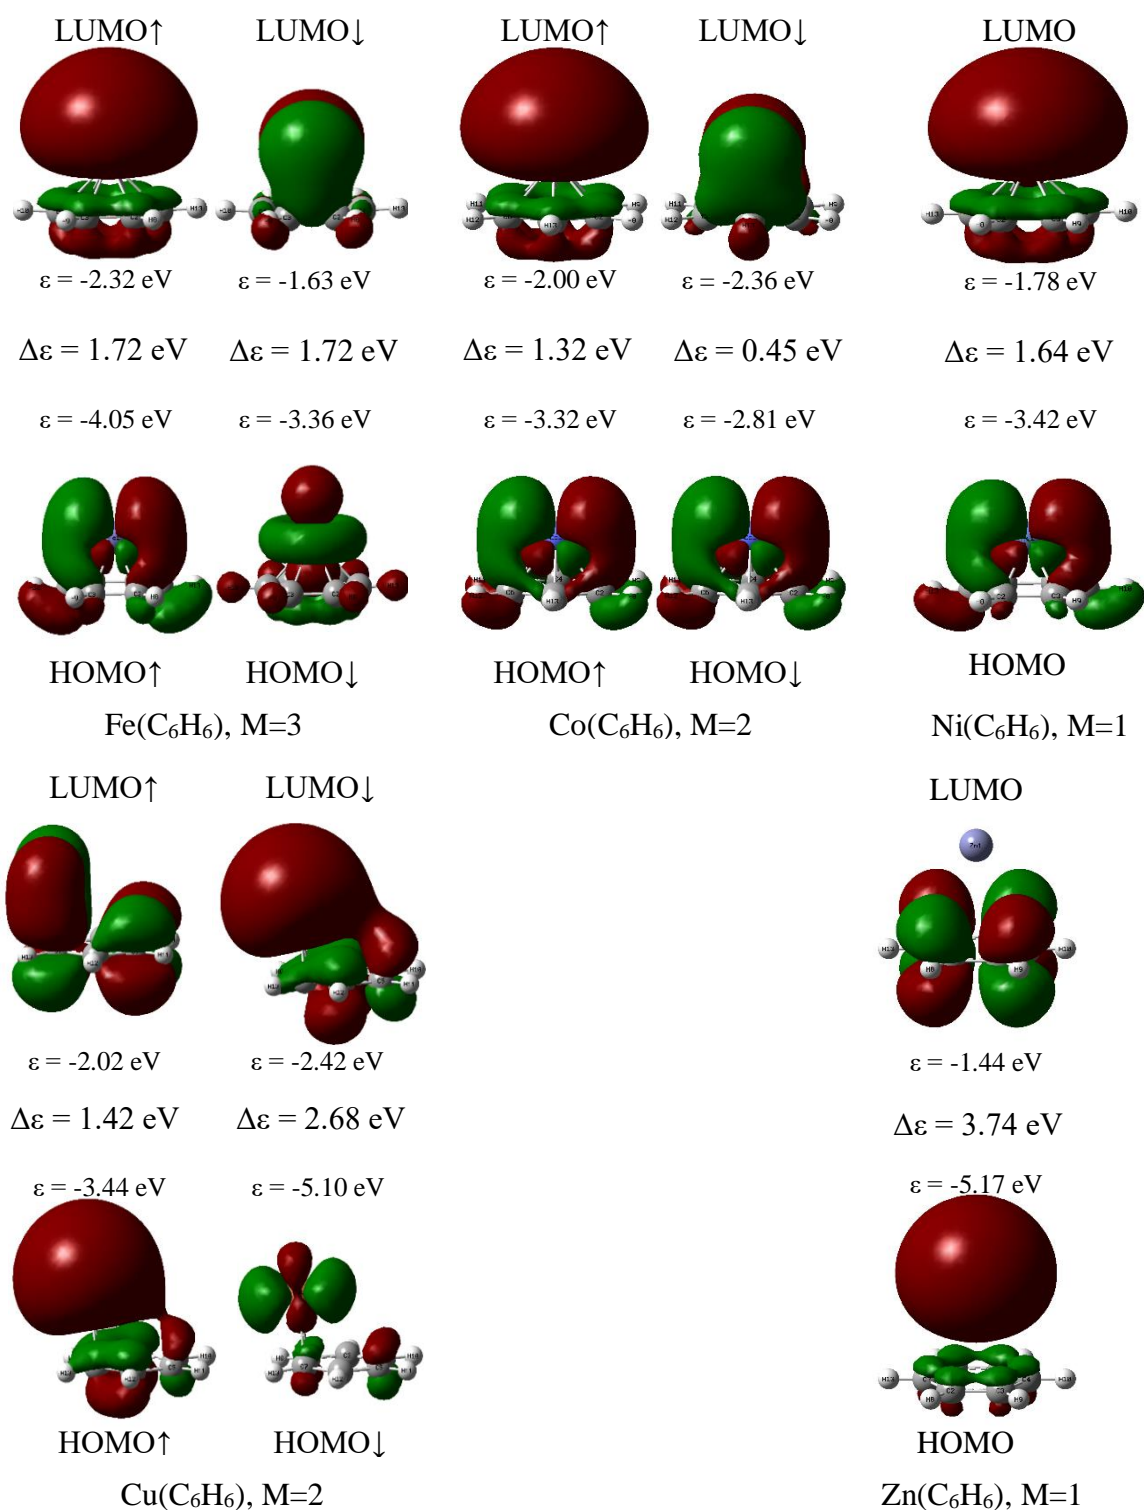 LUMO↑ LUMO↓ LUMO↑ LUMO↓ LUMO
ε = -2.32 eV ε = -1.63 eV ε = -2.00 eV ε = -2.36 eV ε = -1.78 eV
Δε = 1.72 eV Δε = 1.72 eV Δε = 1.32 eV Δε = 0.45 eV Δε = 1.64 eV
ε = -4.05 eV ε = -3.36 eV ε = -3.32 eV ε = -2.81 eV ε = -3.42 eV
HOMO↑ HOMO↓ HOMO↑ HOMO↓ HOMO
Fe(C₆H₆), M=3 Co(C₆H₆), M=2 Ni(C₆H₆), M=1
LUMO↑ LUMO↓ LUMO
Zn1
ε = -2.02 eV ε = -2.42 eV ε = -1.44 eV
Δε = 1.42 eV Δε = 2.68 eV Δε = 3.74 eV
ε = -3.44 eV ε = -5.10 eV ε = -5.17 eV
HOMO↑ HOMO↓ HOMO
Cu(C₆H₆), M=2 Zn(C₆H₆), M=1